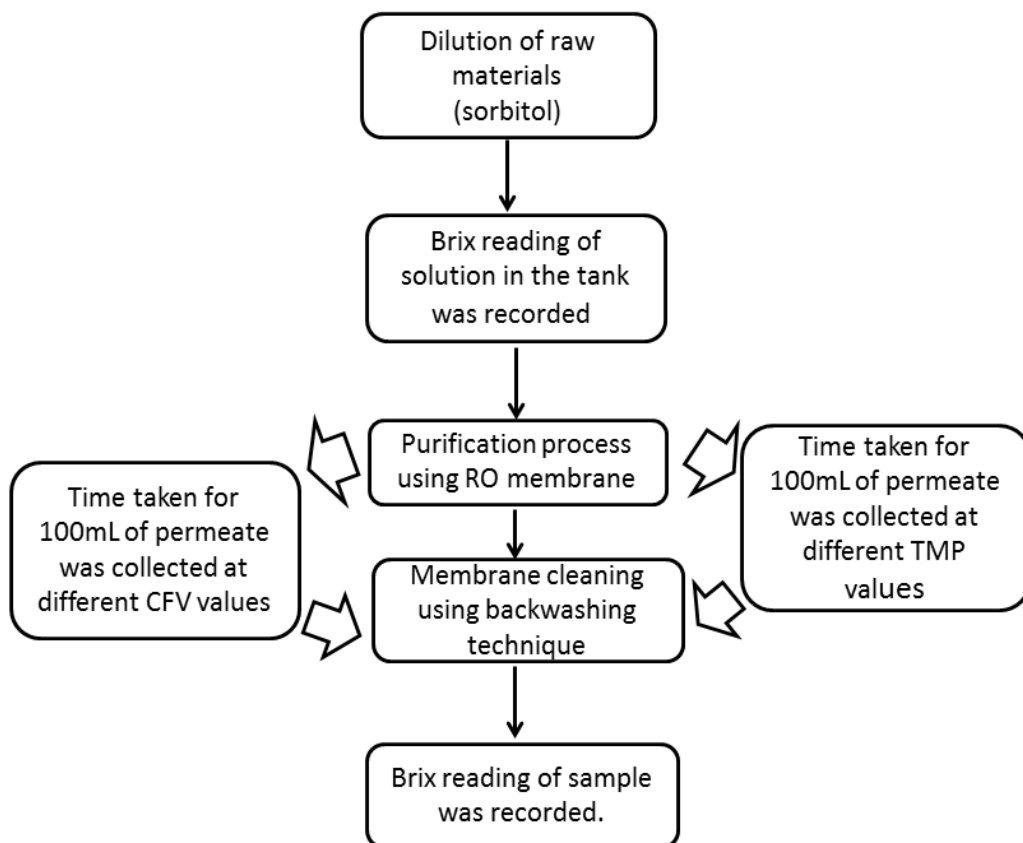 Dilution of raw
materials
(sorbitol)
Brix reading of
solution in the tank
was recorded
Purification process
using RO membrane
Time taken for
100mL of permeate
was collected at
different CFV values
Time taken for
100mL of permeate
was collected at
different TMP
values
Membrane cleaning
using backwashing
technique
Brix reading of sample
was recorded.